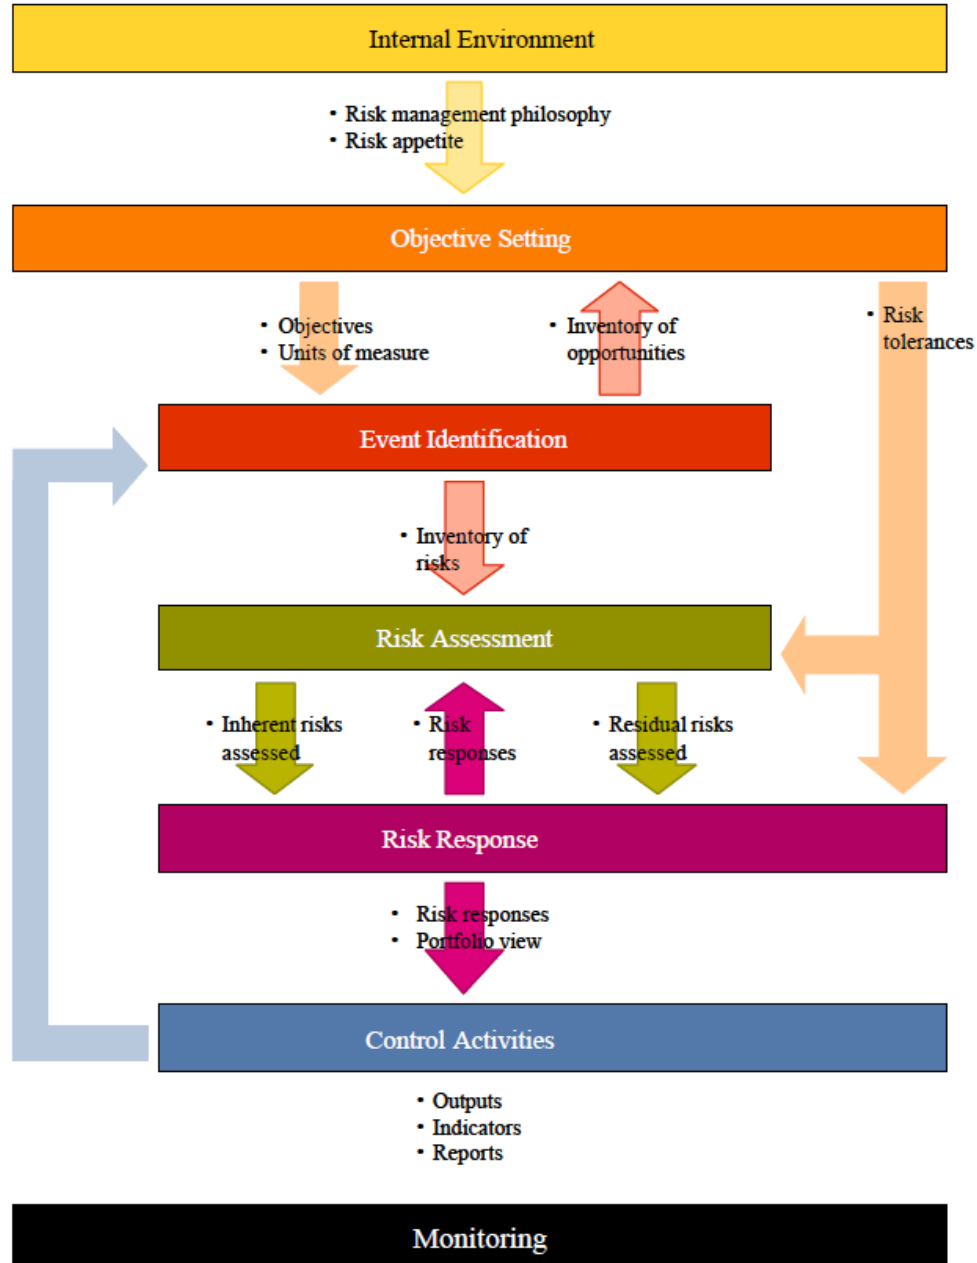 Internal Environment
• Risk management philosophy
• Risk appetite
Objective Setting
• Objectives
• Units of measure
• Inventory of
opportunities
• Risk
tolerances
Event Identification
• Inventory of
risks
Risk Assessment
• Inherent risks
assessed
• Risk
responses
• Residual risks
assessed
Risk Response
• Risk responses
• Portfolio view
Control Activities
• Outputs
• Indicators
• Reports
Monitoring